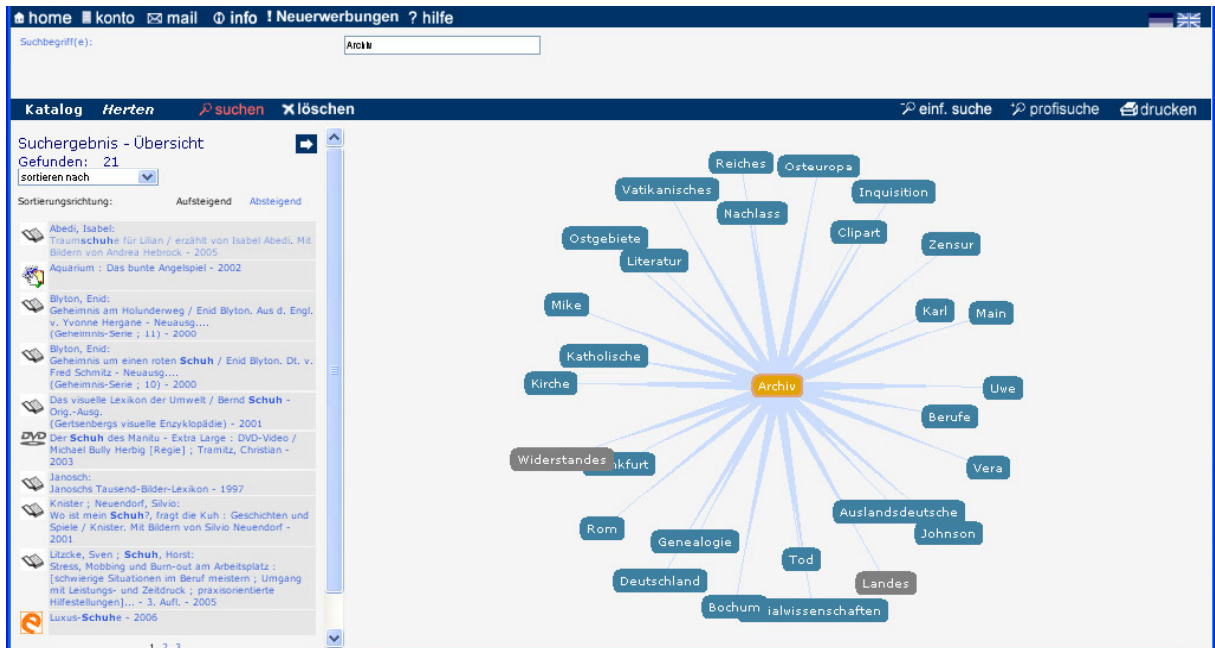 home konto mail info ! Neuerwerbungen ? hilfe
Suchbegriff(e):
Archiv
Katalog Herten suchen löschen einf. suche profisuche drucken
Suchergebnis - Übersicht
Gefunden: 21
sortieren nach
Sortierungsrichtung: Aufsteigend Absteigend
Abedi, Isabel:
Traumschuhe für Lilian / erzählt von Isabel Abedi. Mit
Bildern von Andrea Hebrock - 2005
Aquarium : Das bunte Angelspiel - 2002
Blyton, Enid:
Geheimnis am Holunderweg / Enid Blyton. Aus d. Engl.
v. Yvonne Hergane - Neuausg....
(Geheimnis-Serie ; 11) - 2000
Blyton, Enid:
Geheimnis um einen roten Schuh / Enid Blyton. Dt. v.
Fred Schmitz - Neuausg....
(Geheimnis-Serie ; 10) - 2000
Das visuelle Lexikon der Umwelt / Bernd Schuh -
Orig.-Ausg.
(Gertsenbergs visuelle Enzyklopädie) - 2001
DVD
Der Schuh des Manitu - Extra Large : DVD-Video /
Michael Bully Herbig [Regie] ; Tramitz, Christian -
2003
Janosch:
Janoschs Tausend-Bilder-Lexikon - 1997
Knister ; Neuendorf, Silvio:
Wo ist mein Schuh?, fragt die Kuh : Geschichten und
Spiele / Knister. Mit Bildern von Silvio Neuendorf -
2001
Litzcke, Sven ; Schuh, Horst:
Stress, Mobbing und Burn-out am Arbeitsplatz :
[schwierige Situationen im Beruf meistern ; Umgang
mit Leistungs- und Zeitdruck ; praxisorientierte
Hilfestellungen]... - 3. Aufl. - 2005
Luxus-Schuhe - 2006
1 2 3
Reiches
Osteuropa
Vatikanisches
Inquisition
Nachlass
Clipart
Ostgebiete
Zensur
Literatur
Mike
Karl
Main
Katholische
Kirche
Archiv
Uwe
Berufe
Widerstandes
nkfurt
Vera
Auslandsdeutsche
Rom
Johnson
Genealogie
Tod
Deutschland
Landes
Bochum
ialwissenschaften